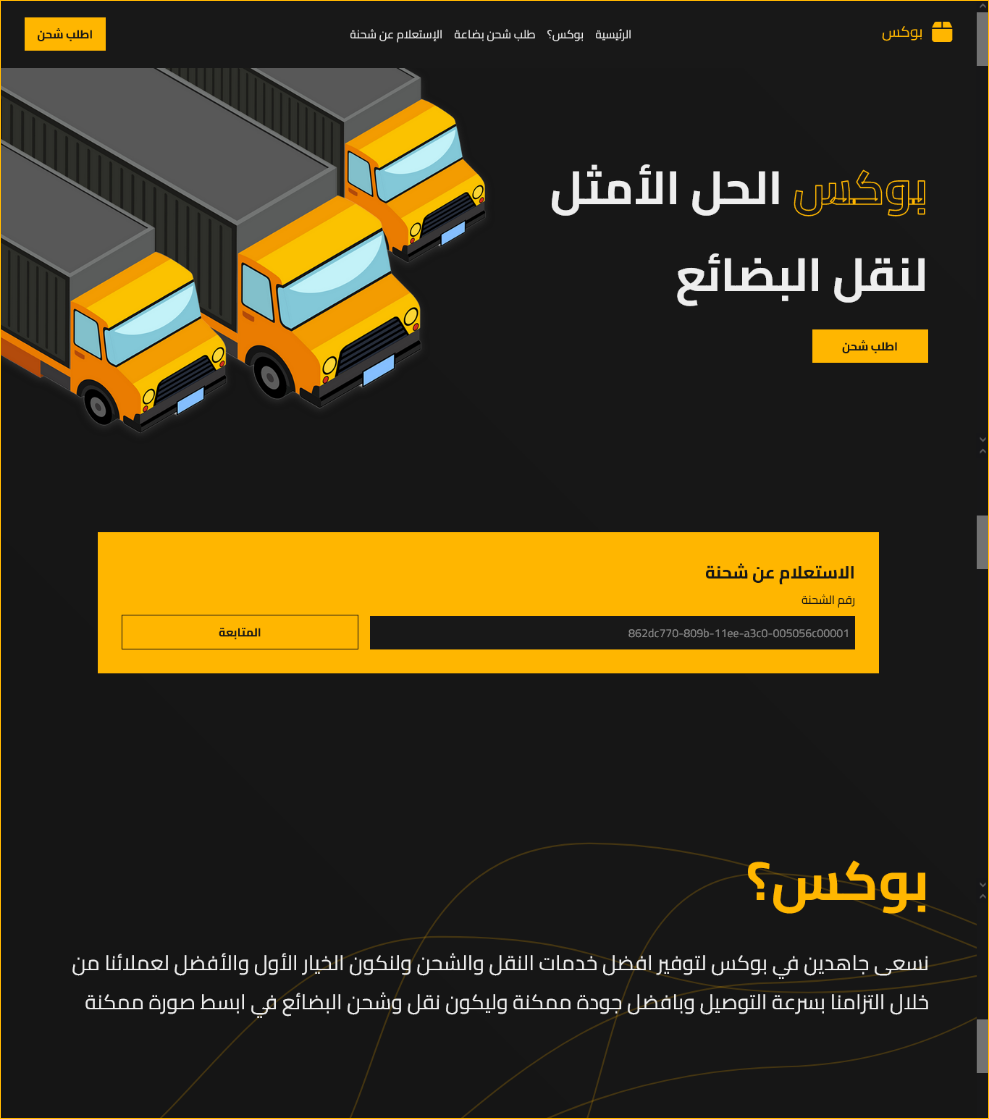 بوكس
الرئيسية
بوكس؟
طلب شحن بضاعة
الإستعلام عن شحنة
اطلب شحن
بوكس الحل الأمثل
لنقل البضائع
اطلب شحن
الاستعلام عن شحنة
رقم الشحنة
862dc770-809b-11ee-a3c0-005056c00001
المتابعة
بوكس؟
نسعى جاهدين في بوكس لتوفير افضل خدمات النقل والشحن ولنكون الخيار الأول والأفضل لعملائنا من
خلال التزامنا بسرعة التوصيل وبافضل جودة ممكنة وليكون نقل وشحن البضائع في ابسط صورة ممكنة